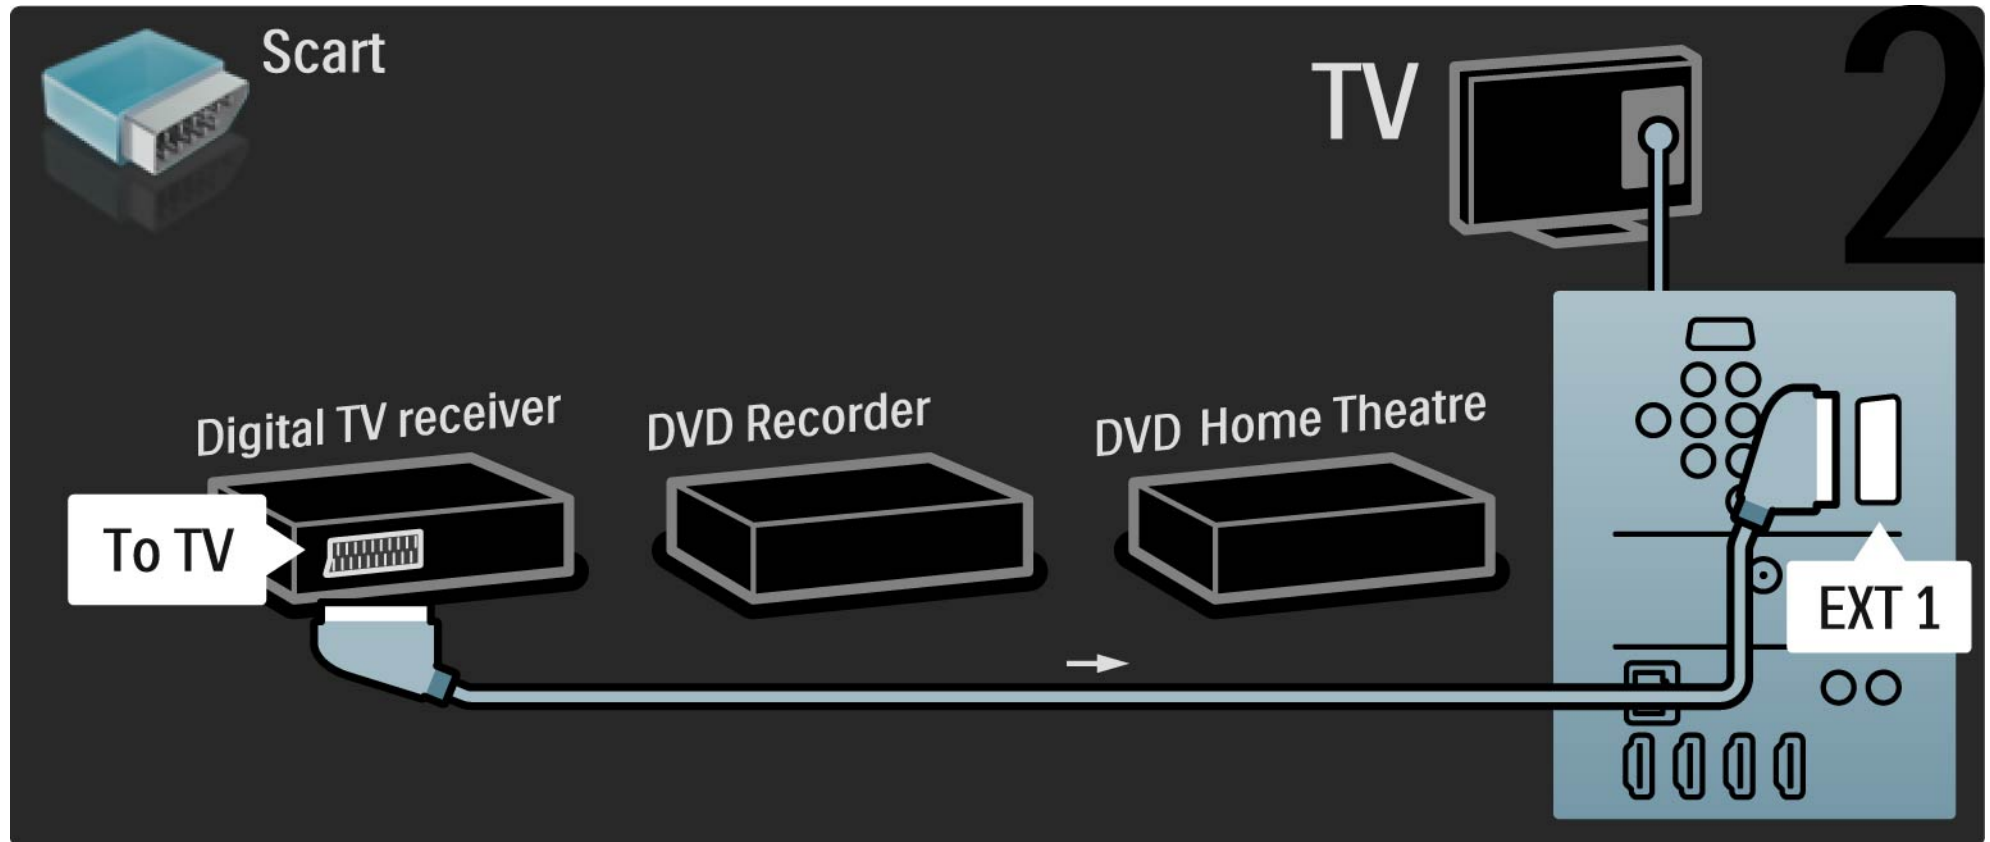 Scart
TV
2
Digital TV receiver
DVD Recorder
DVD Home Theatre
To TV
EXT 1